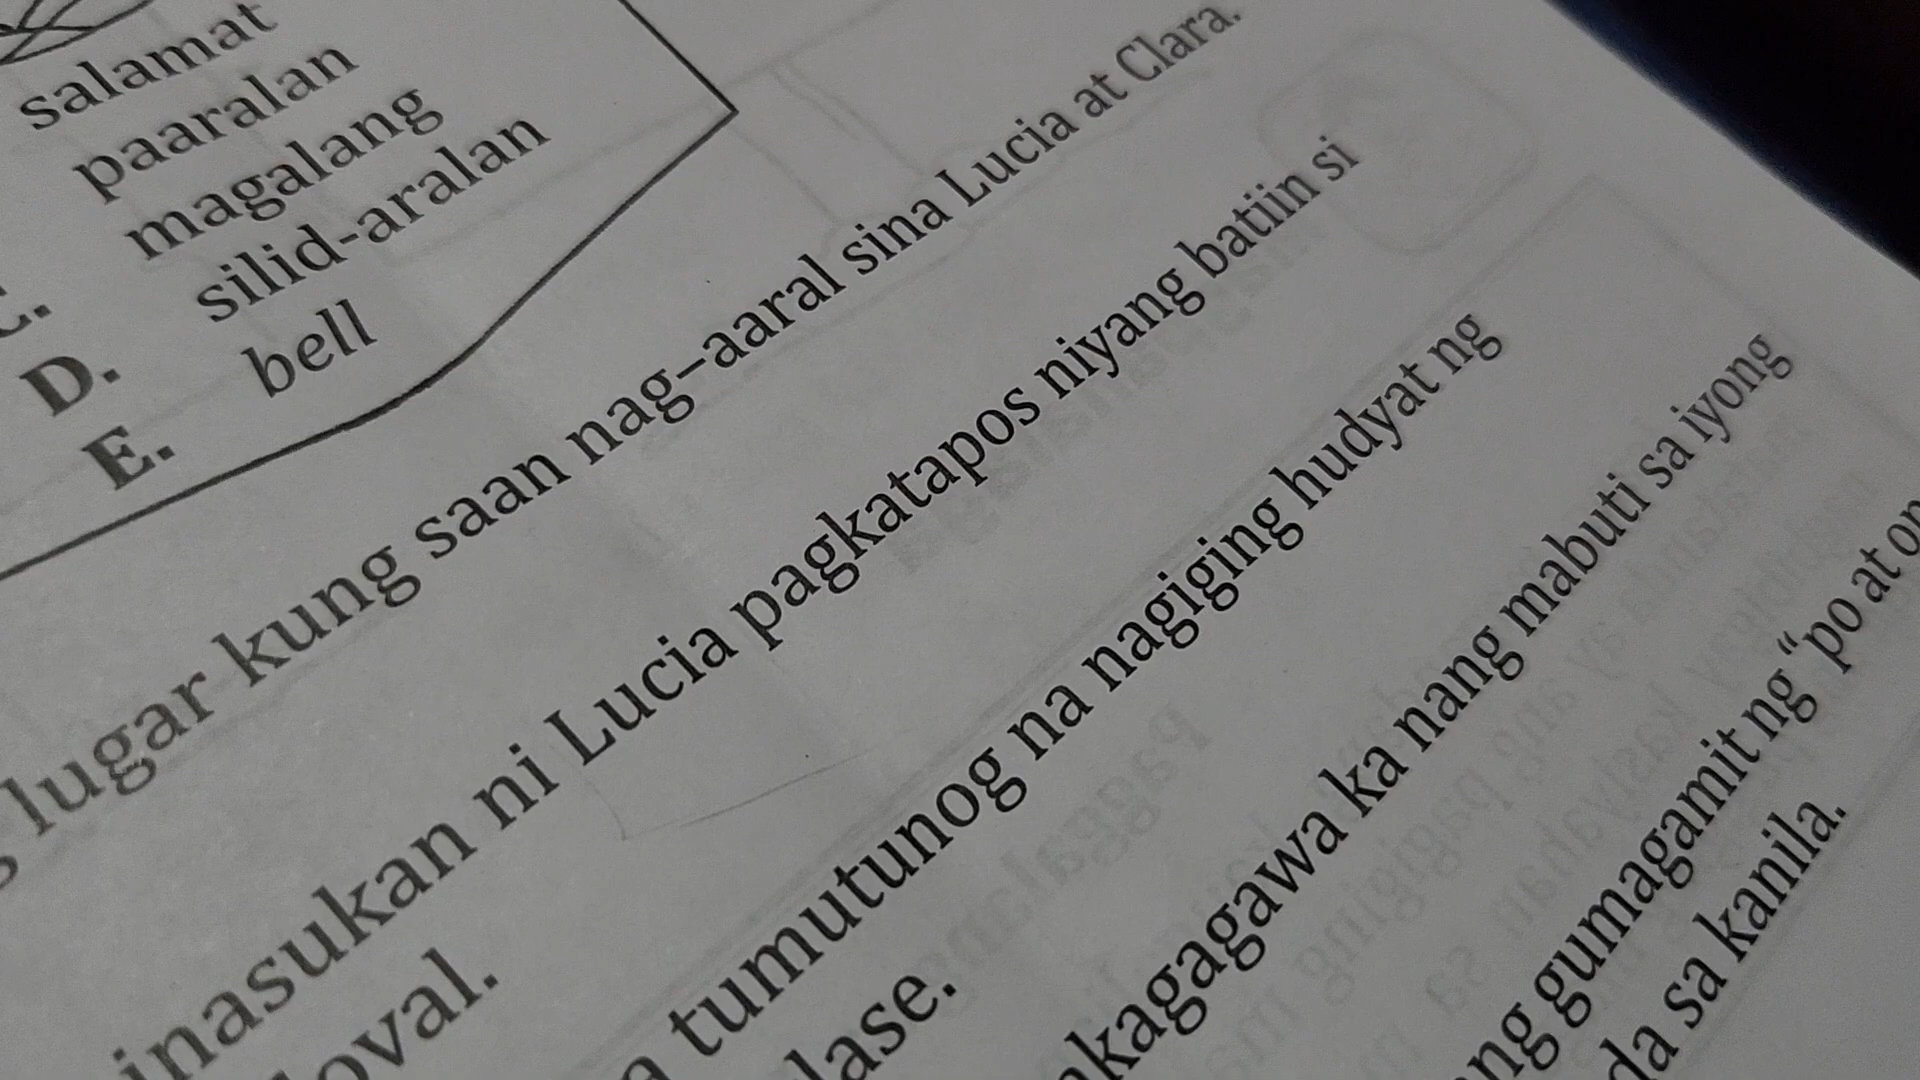 salamat
paaralan
magalang
D. silid-aralan
E. bell
lugar kung saan nag-aaral sina Lucia at Clara.
inasukan ni Lucia pagkatapos niyang batiin si
oval.
tumutunog na nagiging hudyat ng
lase.
kagagawa ka nang mabuti sa iyong
ng gumagamit ng “po at op
da sa kanila.